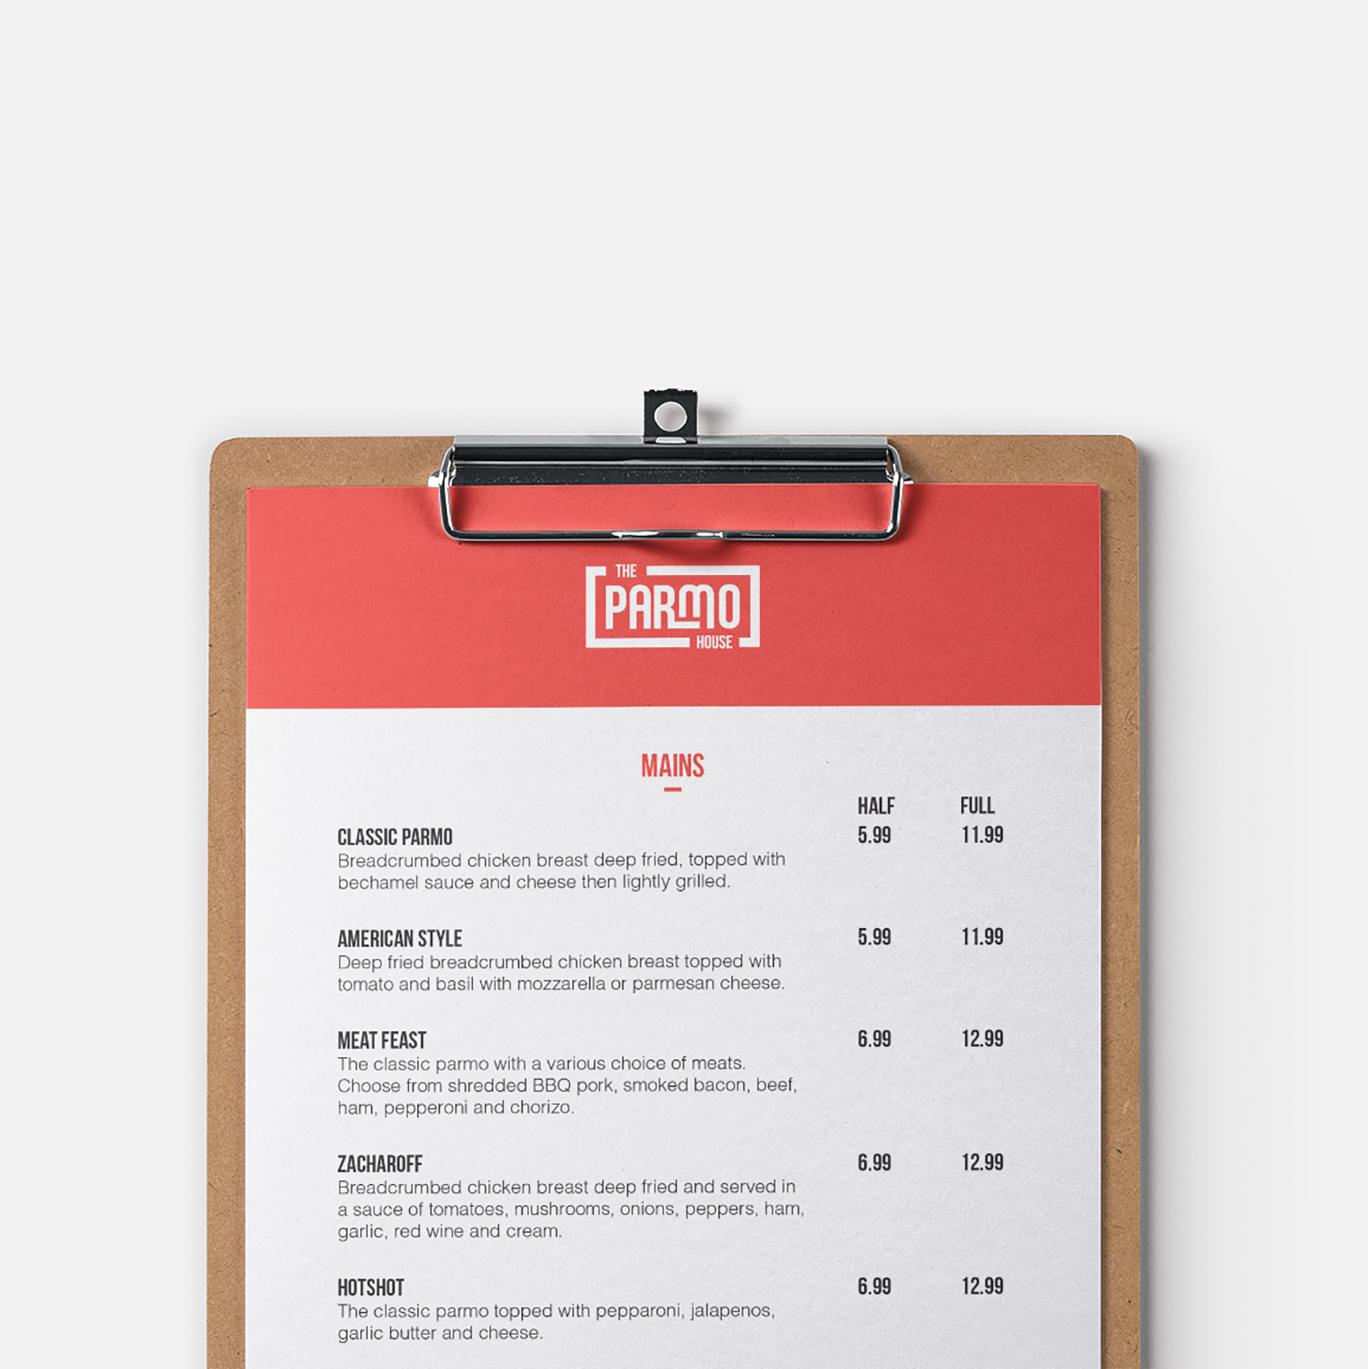 THE
PARMO
HOUSE
MAINS
HALF FULL
CLASSIC PARMO 5.99 11.99
Breadcrumbed chicken breast deep fried, topped with
bechamel sauce and cheese then lightly grilled.
AMERICAN STYLE 5.99 11.99
Deep fried breadcrumbed chicken breast topped with
tomato and basil with mozzarella or parmesan cheese.
MEAT FEAST 6.99 12.99
The classic parmo with a various choice of meats.
Choose from shredded BBQ pork, smoked bacon, beef,
ham, pepperoni and chorizo.
ZACHAROFF 6.99 12.99
Breadcrumbed chicken breast deep fried and served in
a sauce of tomatoes, mushrooms, onions, peppers, ham,
garlic, red wine and cream.
HOTSHOT 6.99 12.99
The classic parmo topped with pepparoni, jalapenos,
garlic butter and cheese.